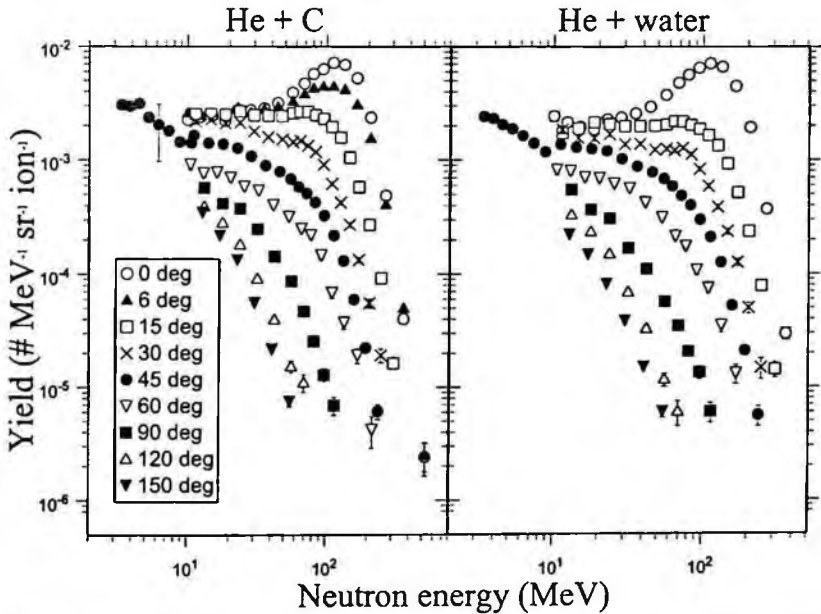 He + C
He + water
Yield (# MeV⁻¹ sr⁻¹ ion⁻¹)
10⁻²
10⁻³
10⁻⁴
10⁻⁵
10⁻⁶
0 deg
6 deg
15 deg
30 deg
45 deg
60 deg
90 deg
120 deg
150 deg
10¹
10²
10¹
10²
Neutron energy (MeV)